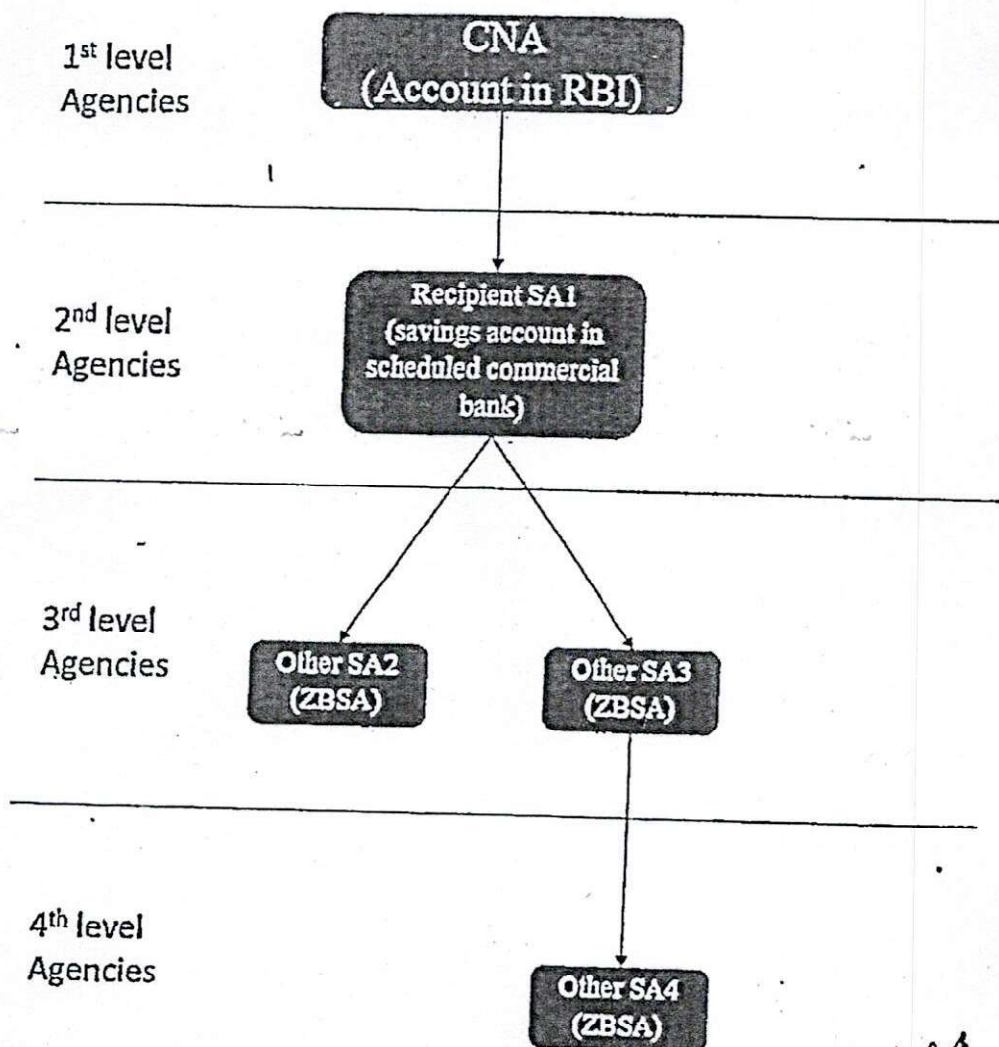 1st level
Agencies
CNA
(Account in RBI)
2nd level
Agencies
Recipient SA1
(savings account in
scheduled commercial
bank)
3rd level
Agencies
Other SA2
(ZBSA)
Other SA3
(ZBSA)
4th level
Agencies
Other SA4
(ZBSA)